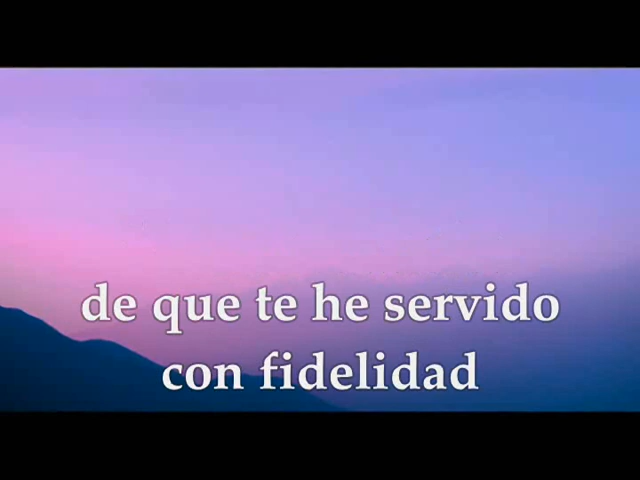 de que te he servido
con fidelidad